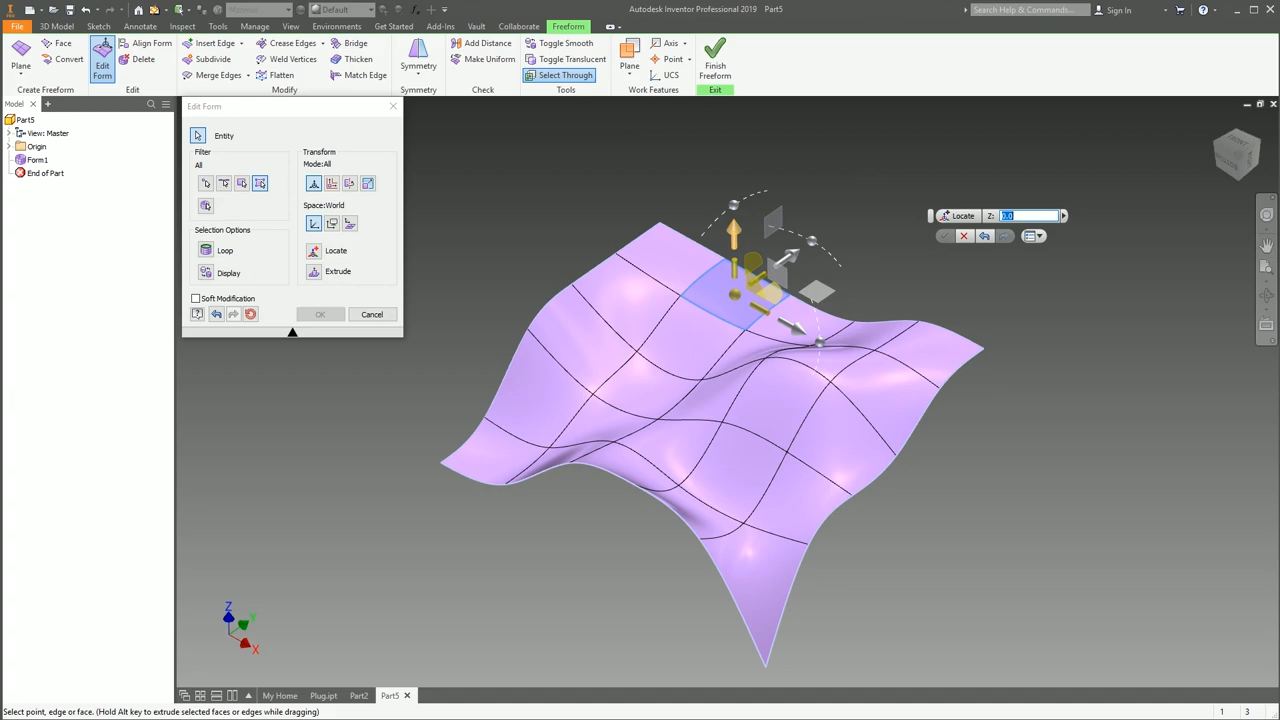 Material
Default
Autodesk Inventor Professional 2019 Part5
Search Help & Commands...
Sign In
File 3D Model Sketch Annotate Inspect Tools Manage View Environments Get Started Add-Ins Vault Collaborate Freeform
Face
Convert
Plane
Edit
Form
Align Form
Delete
Insert Edge
Subdivide
Merge Edges
Crease Edges
Weld Vertices
Flatten
Bridge
Thicken
Match Edge
Symmetry
Add Distance
Make Uniform
Toggle Smooth
Toggle Translucent
Select Through
Plane
Axis
Point
UCS
Finish
Freeform
Create Freeform Edit Modify Symmetry Check Tools Work Features Exit
Model
Part5
View: Master
Origin
Form1
End of Part
Edit Form
Entity
Filter
All
Transform
Mode:All
Space:World
Selection Options
Loop
Display
Locate
Extrude
Soft Modification
OK Cancel
Locate Z: 0.0
FRONT
Z
Y
X
My Home Plug.ipt Part2 Part5
Select point, edge or face. (Hold Alt key to extrude selected faces or edges while dragging)
1 3